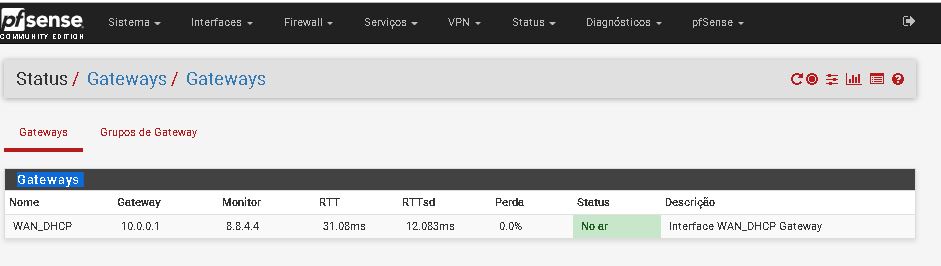 pfsense Sistema Interfaces Firewall Serviços VPN Status Diagnósticos pfSense
COMMUNITY EDITION
Status / Gateways / Gateways
Gateways Grupos de Gateway
Gateways
Nome Gateway Monitor RTT RTTsd Perda Status Descrição
WAN_DHCP 10.0.0.1 8.8.4.4 31.08ms 12.083ms 0.0% No ar Interface WAN_DHCP Gateway